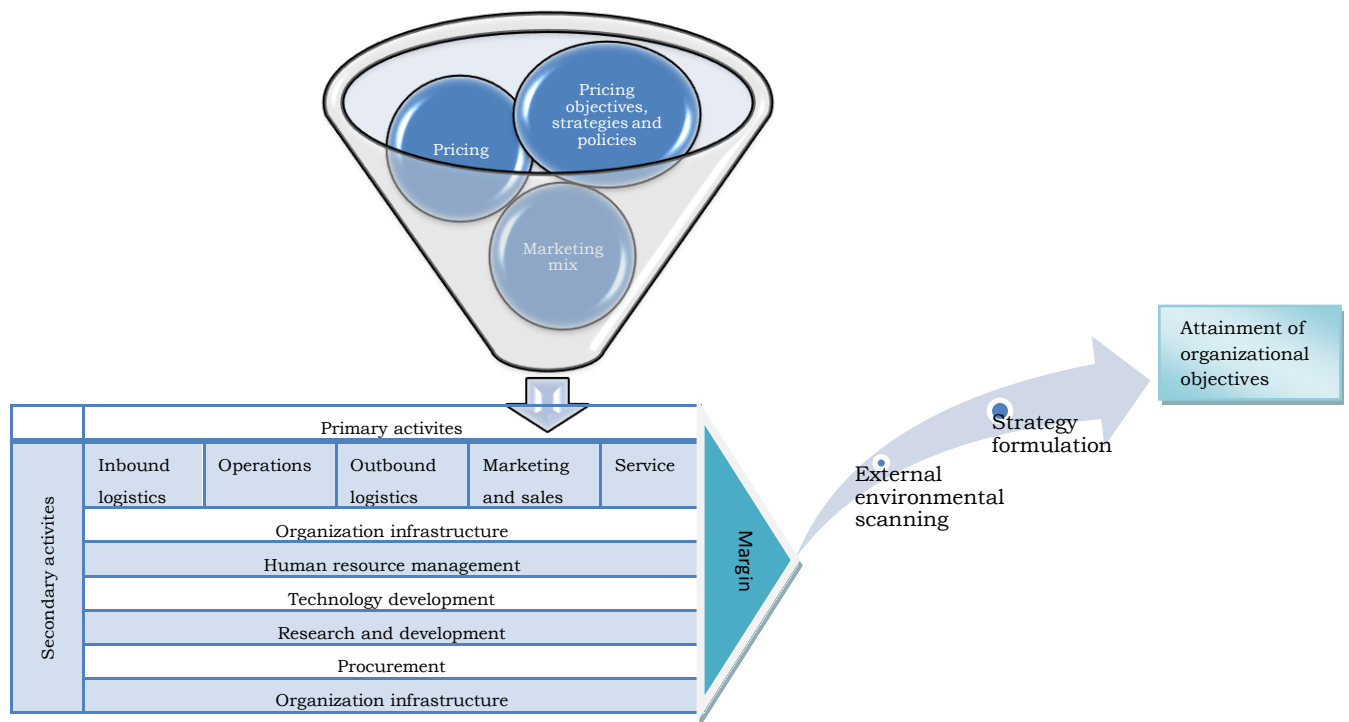 Pricing
objectives,
strategies and
policies
Pricing
Marketing
mix
Attainment of
organizational
objectives
Strategy
formulation
External
environmental
scanning
Primary activites
Secondary activites
Inbound
logistics
Operations
Outbound
logistics
Marketing
and sales
Service
Organization infrastructure
Human resource management
Technology development
Research and development
Procurement
Organization infrastructure
Margin